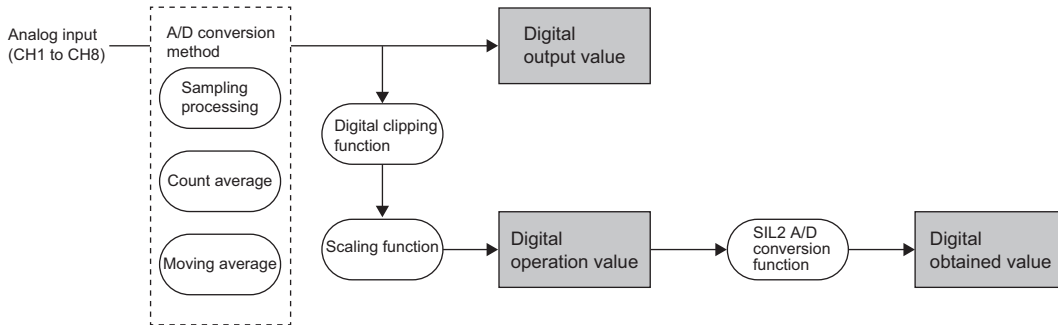 Analog input
(CH1 to CH8)
A/D conversion
method
Sampling
processing
Count average
Moving average
Digital
output value
Digital clipping
function
Scaling function
Digital
operation value
SIL2 A/D
conversion
function
Digital
obtained value